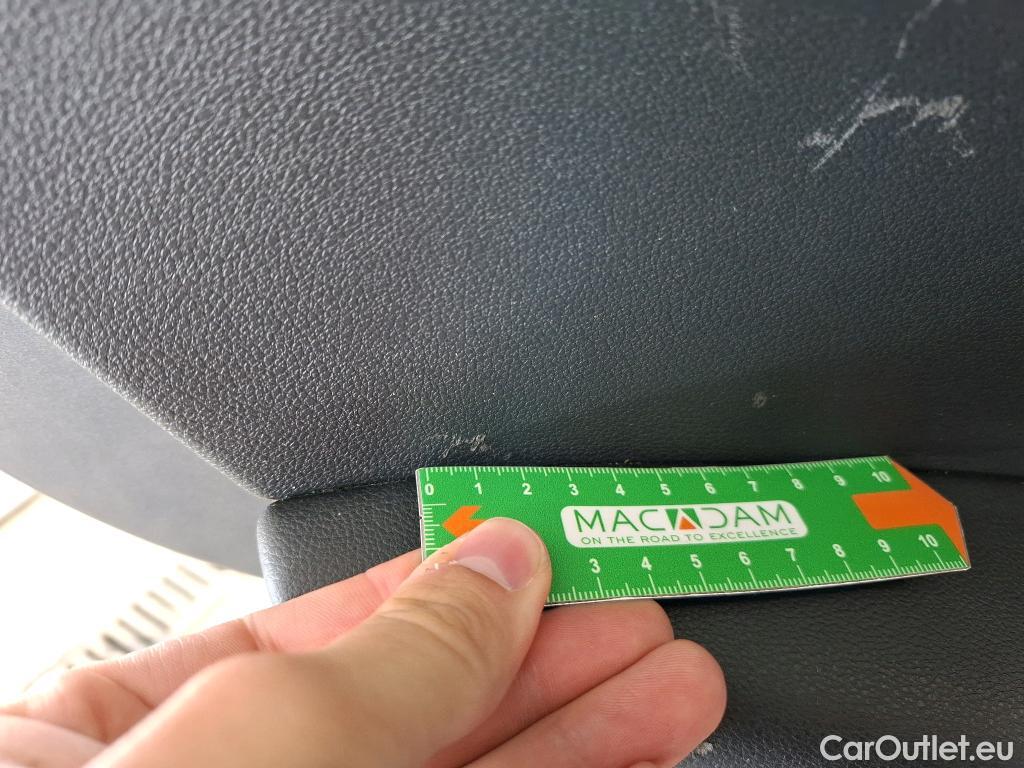 0 1 2 3 4 5 6 7 8 9 10
MACADAM
ON THE ROAD TO EXCELLENCE
3 4 5 6 7 8 9 10
CarOutlet.eu